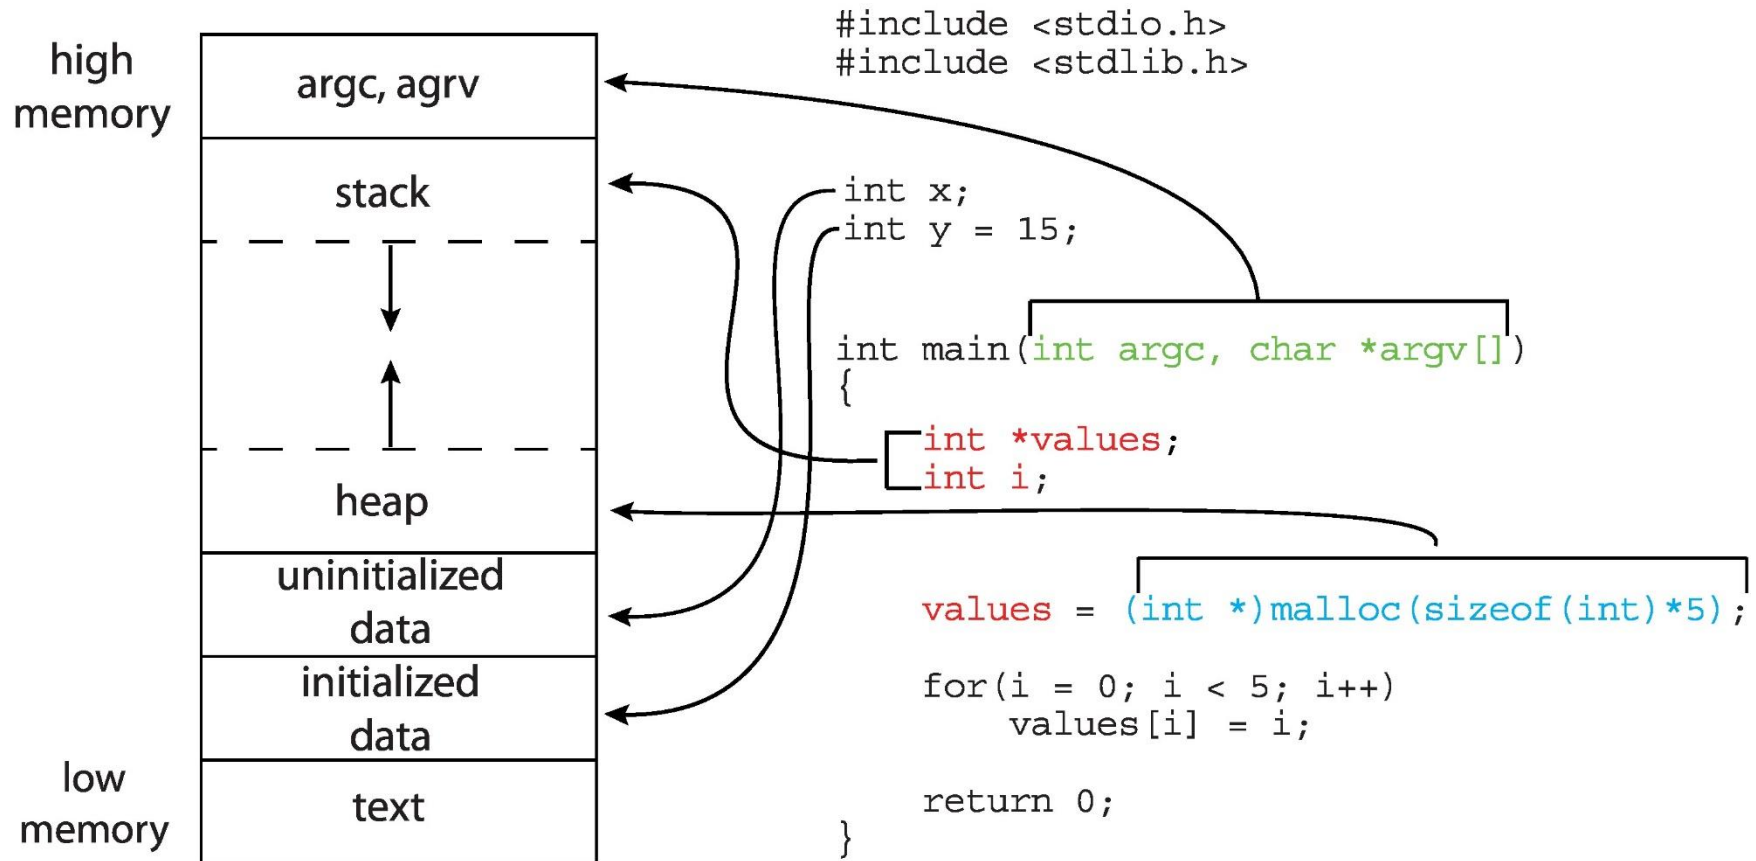 high
memory
argc, agrv
stack
heap
uninitialized
data
initialized
data
low
memory
text
#include <stdio.h>
#include <stdlib.h>
int x;
int y = 15;
int main(int argc, char *argv[])
{
int *values;
int i;
values = (int *)malloc(sizeof(int)*5);
for(i = 0; i < 5; i++)
values[i] = i;
return 0;
}